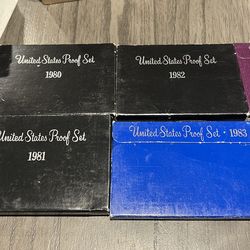 United States Proof Set
1980
United States Proof Set
1982
United States Proof Set
1981
United States Proof Set • 1983